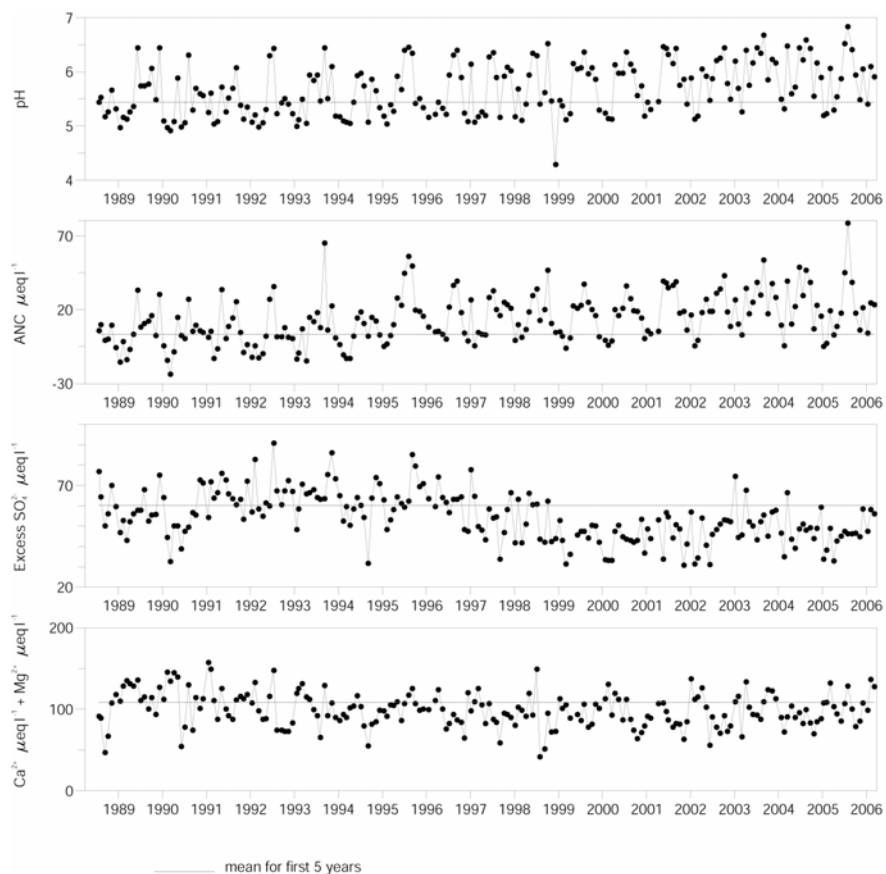 7
6
5
4
pH
1989 1990 1991 1992 1993 1994 1995 1996 1997 1998 1999 2000 2001 2002 2003 2004 2005 2006
70
20
-30
ANC µeq l⁻¹
1989 1990 1991 1992 1993 1994 1995 1996 1997 1998 1999 2000 2001 2002 2003 2004 2005 2006
70
20
Excess SO₄²⁻ µeq l⁻¹
1989 1990 1991 1992 1993 1994 1995 1996 1997 1998 1999 2000 2001 2002 2003 2004 2005 2006
200
100
0
Ca²⁺ µeq l⁻¹ + Mg²⁺ µeq l⁻¹
1989 1990 1991 1992 1993 1994 1995 1996 1997 1998 1999 2000 2001 2002 2003 2004 2005 2006
mean for first 5 years